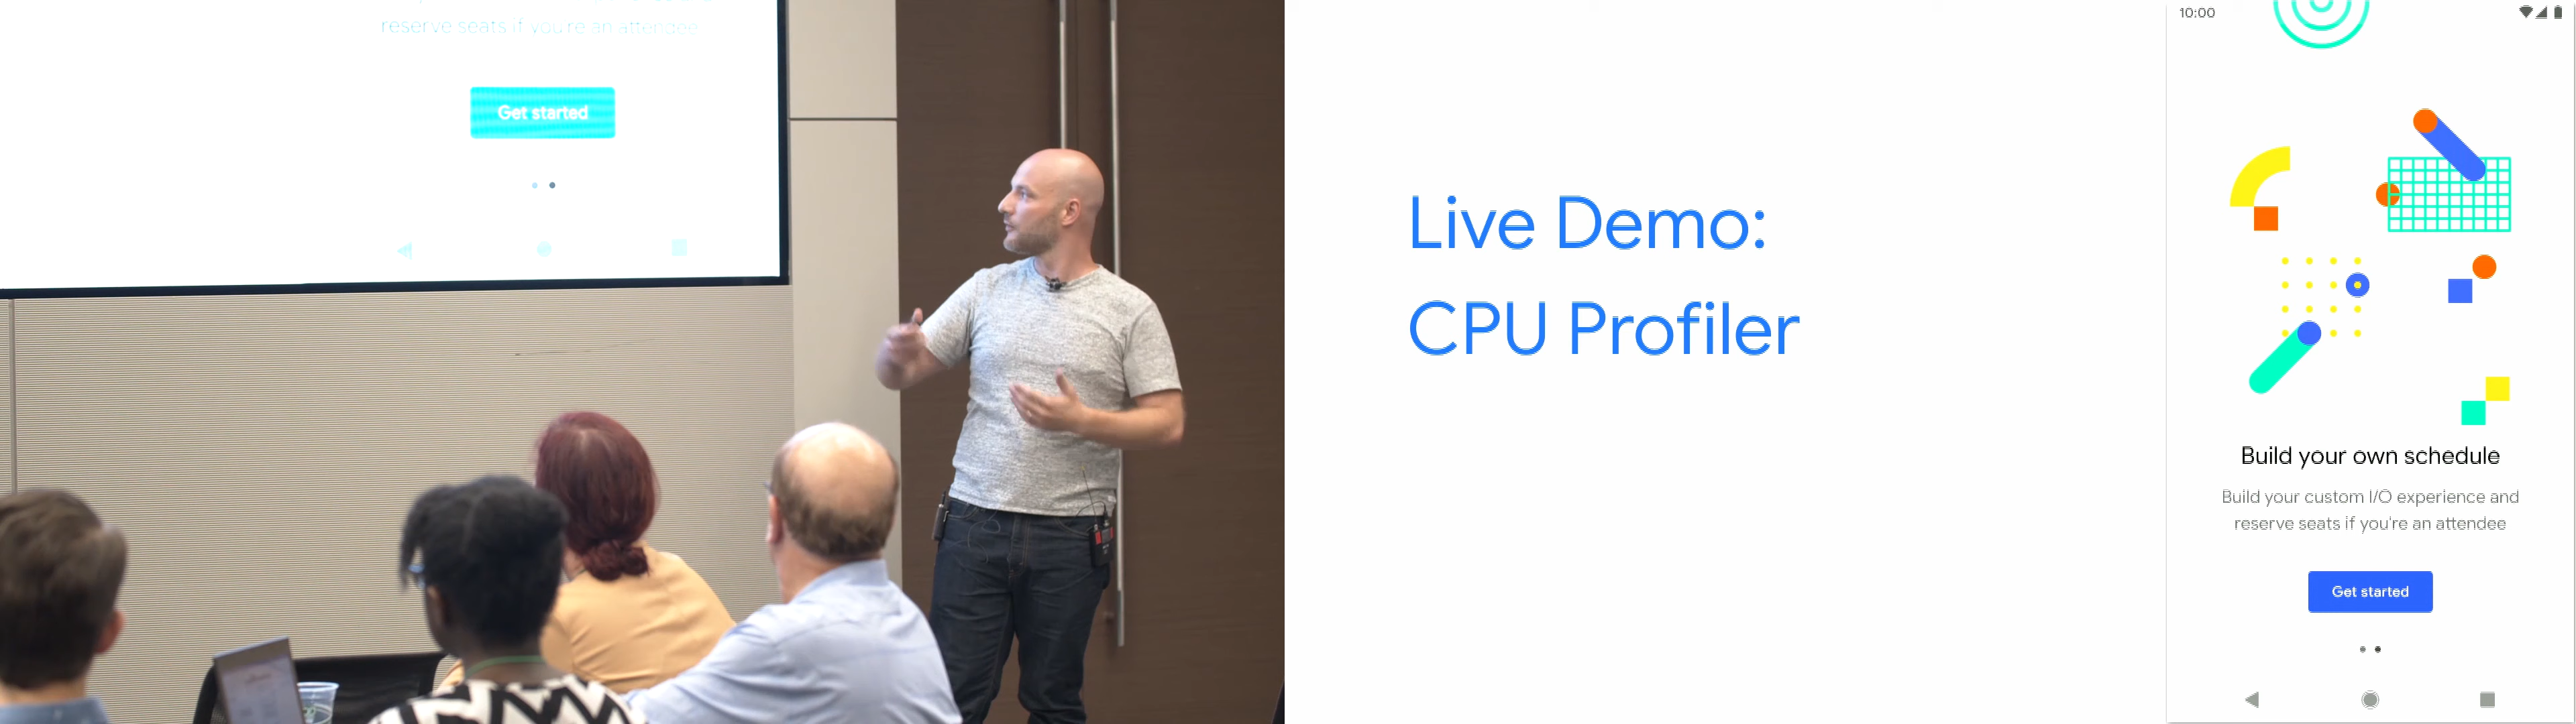 reserve seats if you're an attendee
Get started
Live Demo:
CPU Profiler
10:00
Build your own schedule
Build your custom I/O experience and
reserve seats if you're an attendee
Get started